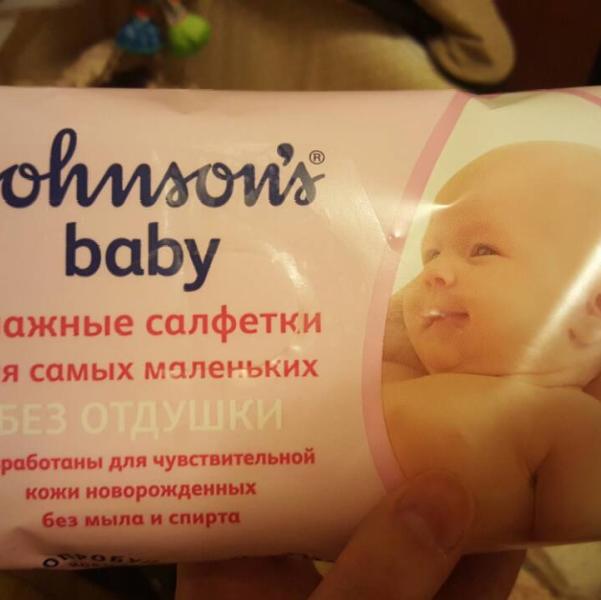 ohnson's®
baby
ажные салфетки
я самых маленьких
БЕЗ ОТДУШКИ
работаны для чувствительной
кожи новорожденных
без мыла и спирта